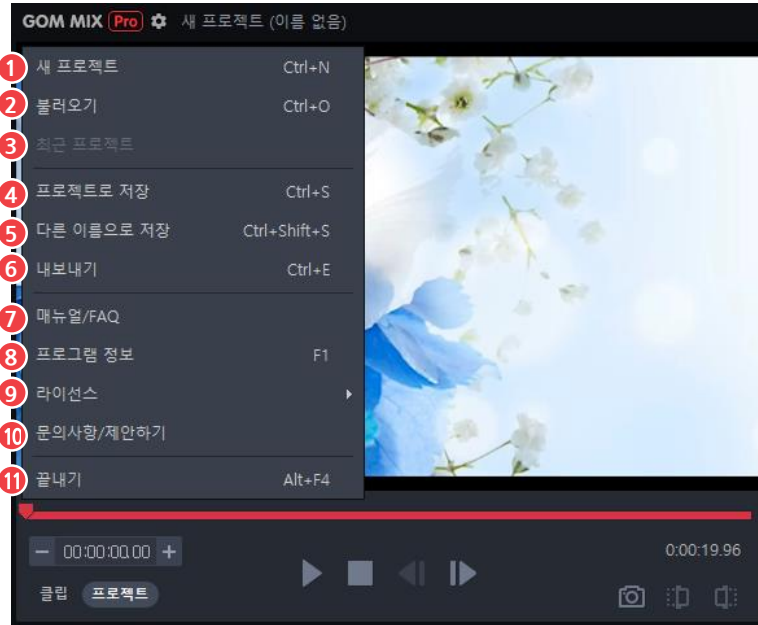 GOM MIX Pro 새 프로젝트 (이름 없음)
1 새 프로젝트 Ctrl+N
2 불러오기 Ctrl+O
3 최근 프로젝트
4 프로젝트로 저장 Ctrl+S
5 다른 이름으로 저장 Ctrl+Shift+S
6 내보내기 Ctrl+E
7 매뉴얼/FAQ
8 프로그램 정보 F1
9 라이선스
10 문의사항/제안하기
11 끝내기 Alt+F4
00:00:00.00
0:00:19.96
클립 프로젝트